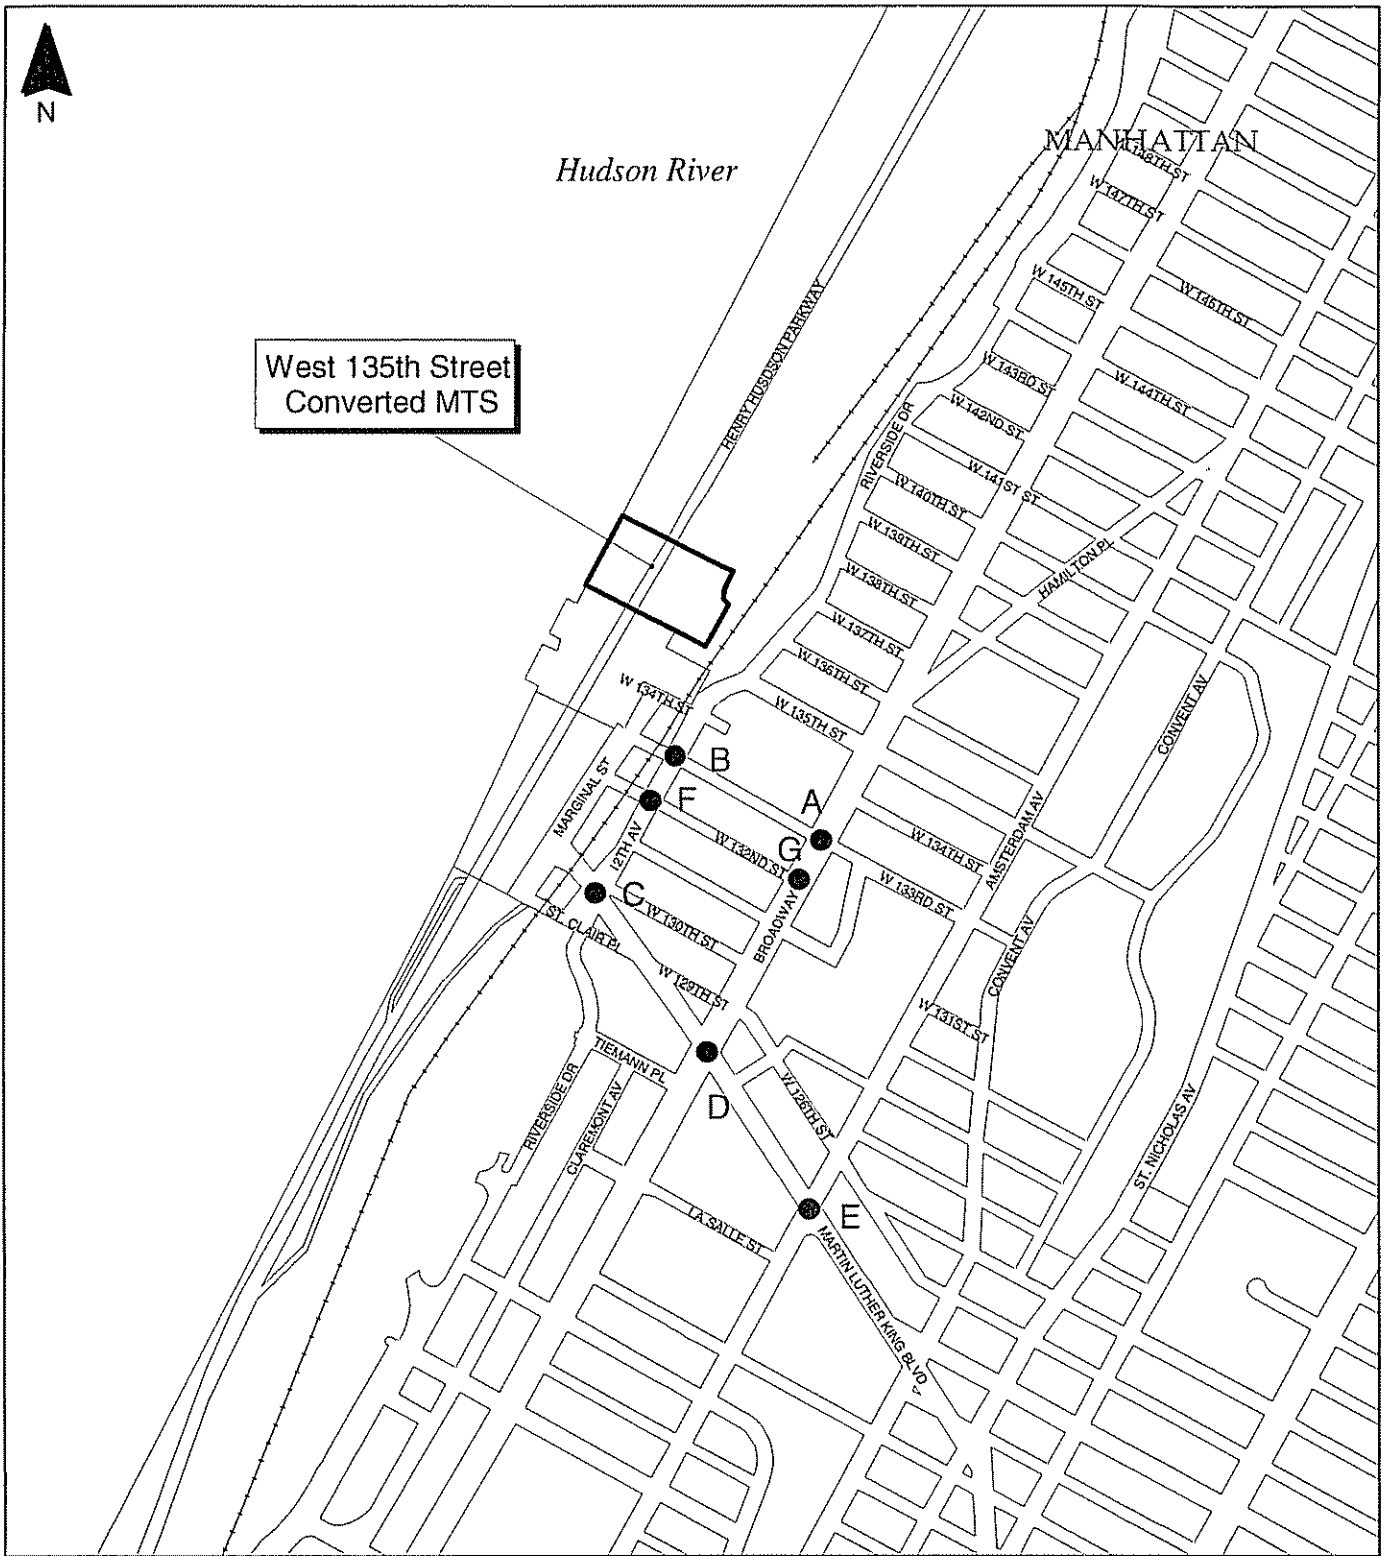 N
Hudson River
MANHATTAN
W 148TH ST
W 147TH ST
W 145TH ST
W 146TH ST
HENRY HUSDSON PARKWAY
West 135th Street
Converted MTS
W 143RD ST
W 144TH ST
W 142ND ST
RIVERSIDE DR
W 141ST ST
W 140TH ST
W 139TH ST
HAMILTON PL
W 138TH ST
W 137TH ST
W 136TH ST
W 134TH ST
W 135TH ST
CONVENT AV
B
MARGINAL ST
F
A
AMSTERDAM AV
12TH AV
W 132ND ST
G
W 134TH ST
W 133RD ST
C
BROADWAY
ST. CLAIR PL
W 130TH ST
CONVENT AV
W 129TH ST
W 131ST ST
TIEMANN PL
RIVERSIDE DR
CLAREMONT AV
D
W 126TH ST
ST. NICHOLAS AV
LA SALLE ST
E
MARTIN LUTHER KING BLVD